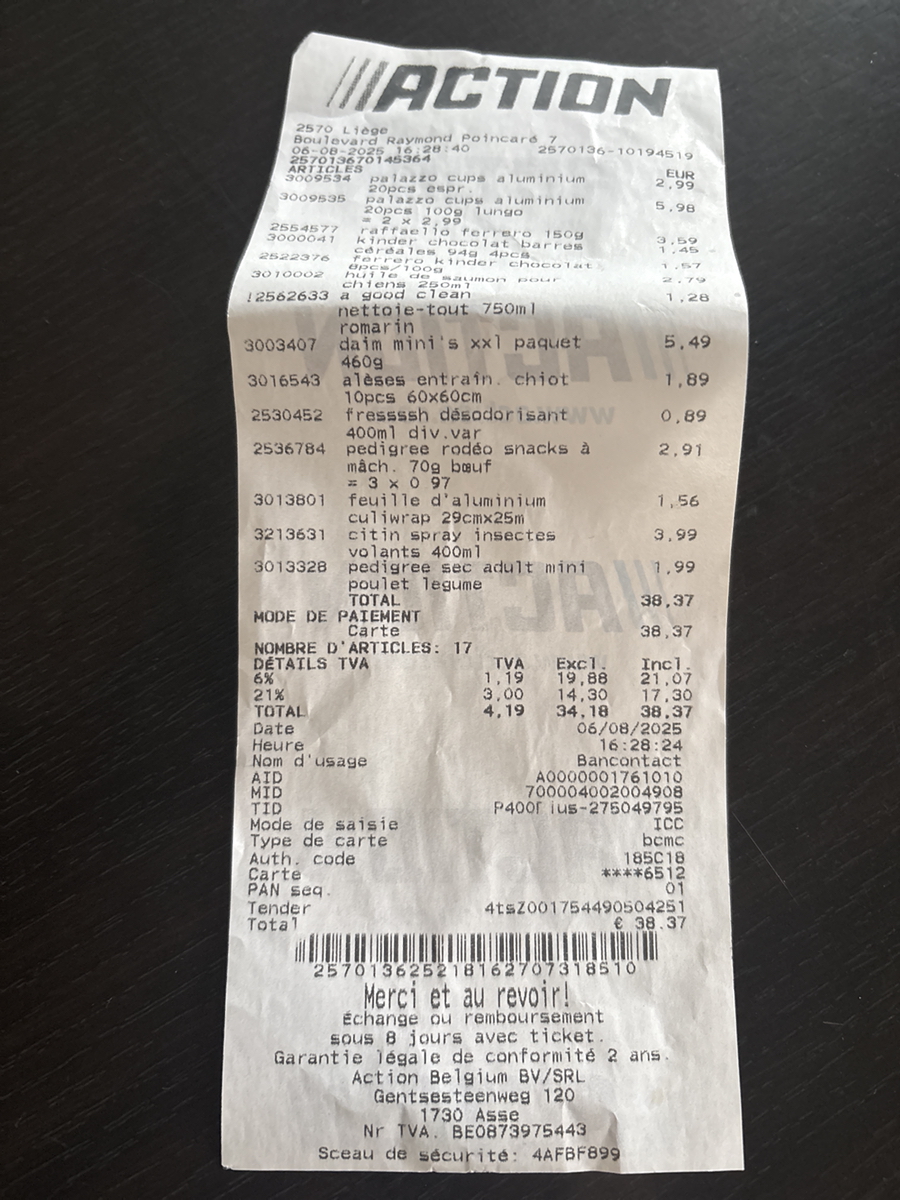 ///ACTION
2570 Liège
Boulevard Raymond Poincaré 7
06-08-2025 16:28:40 2570136-10194519
257013670145364
ARTICLES EUR
3009534 palazzo cups aluminium 2,99
20pcs espr.
3009535 palazzo cups aluminium 5,98
20pcs 100g lungo
= 2 x 2,99
2554577 raffaello ferrero 150g 3,59
3000041 kinder chocolat barres 1,45
céréales 94g 4pcs
2522376 ferrero kinder chocolat 1,57
8pcs/100g
3010002 huile de saumon pour 2,79
chiens 250ml
!2562633 a good clean 1,28
nettoie-tout 750ml
romarin
3003407 daim mini's xxl paquet 5,49
460g
3016543 alèses entrain. chiot 1,89
10pcs 60x60cm
2530452 fressssh désodorisant 0,89
400ml div.var
2536784 pedigree rodéo snacks à 2,91
mâch. 70g bœuf
= 3 x 0 97
3013801 feuille d'aluminium 1,56
culiwrap 29cmx25m
3213631 citin spray insectes 3,99
volants 400ml
3013328 pedigree sec adult mini 1,99
poulet legume
TOTAL 38,37
MODE DE PAIEMENT
Carte 38,37
NOMBRE D'ARTICLES: 17
DÉTAILS TVA TVA Excl. Incl.
6% 1,19 19,88 21,07
21% 3,00 14,30 17,30
TOTAL 4,19 34,18 38,37
Date 06/08/2025
Heure 16:28:24
Nom d'usage Bancontact
AID A0000001761010
MID 700004002004908
TID ius-275049795
Mode de saisie ICC
Type de carte bcmc
Auth. code 185C18
Carte ****6512
PAN seq. 01
Tender 4tsZ001754490504251
Total € 38.37
2570136252181627073​18510
Merci et au revoir!
Échange ou remboursement
sous 8 jours avec ticket.
Garantie légale de conformité 2 ans.
Action Belgium BV/SRL
Gentsesteenweg 120
1730 Asse
Nr TVA. BE0873975443
Sceau de sécurité: 4AFBF899